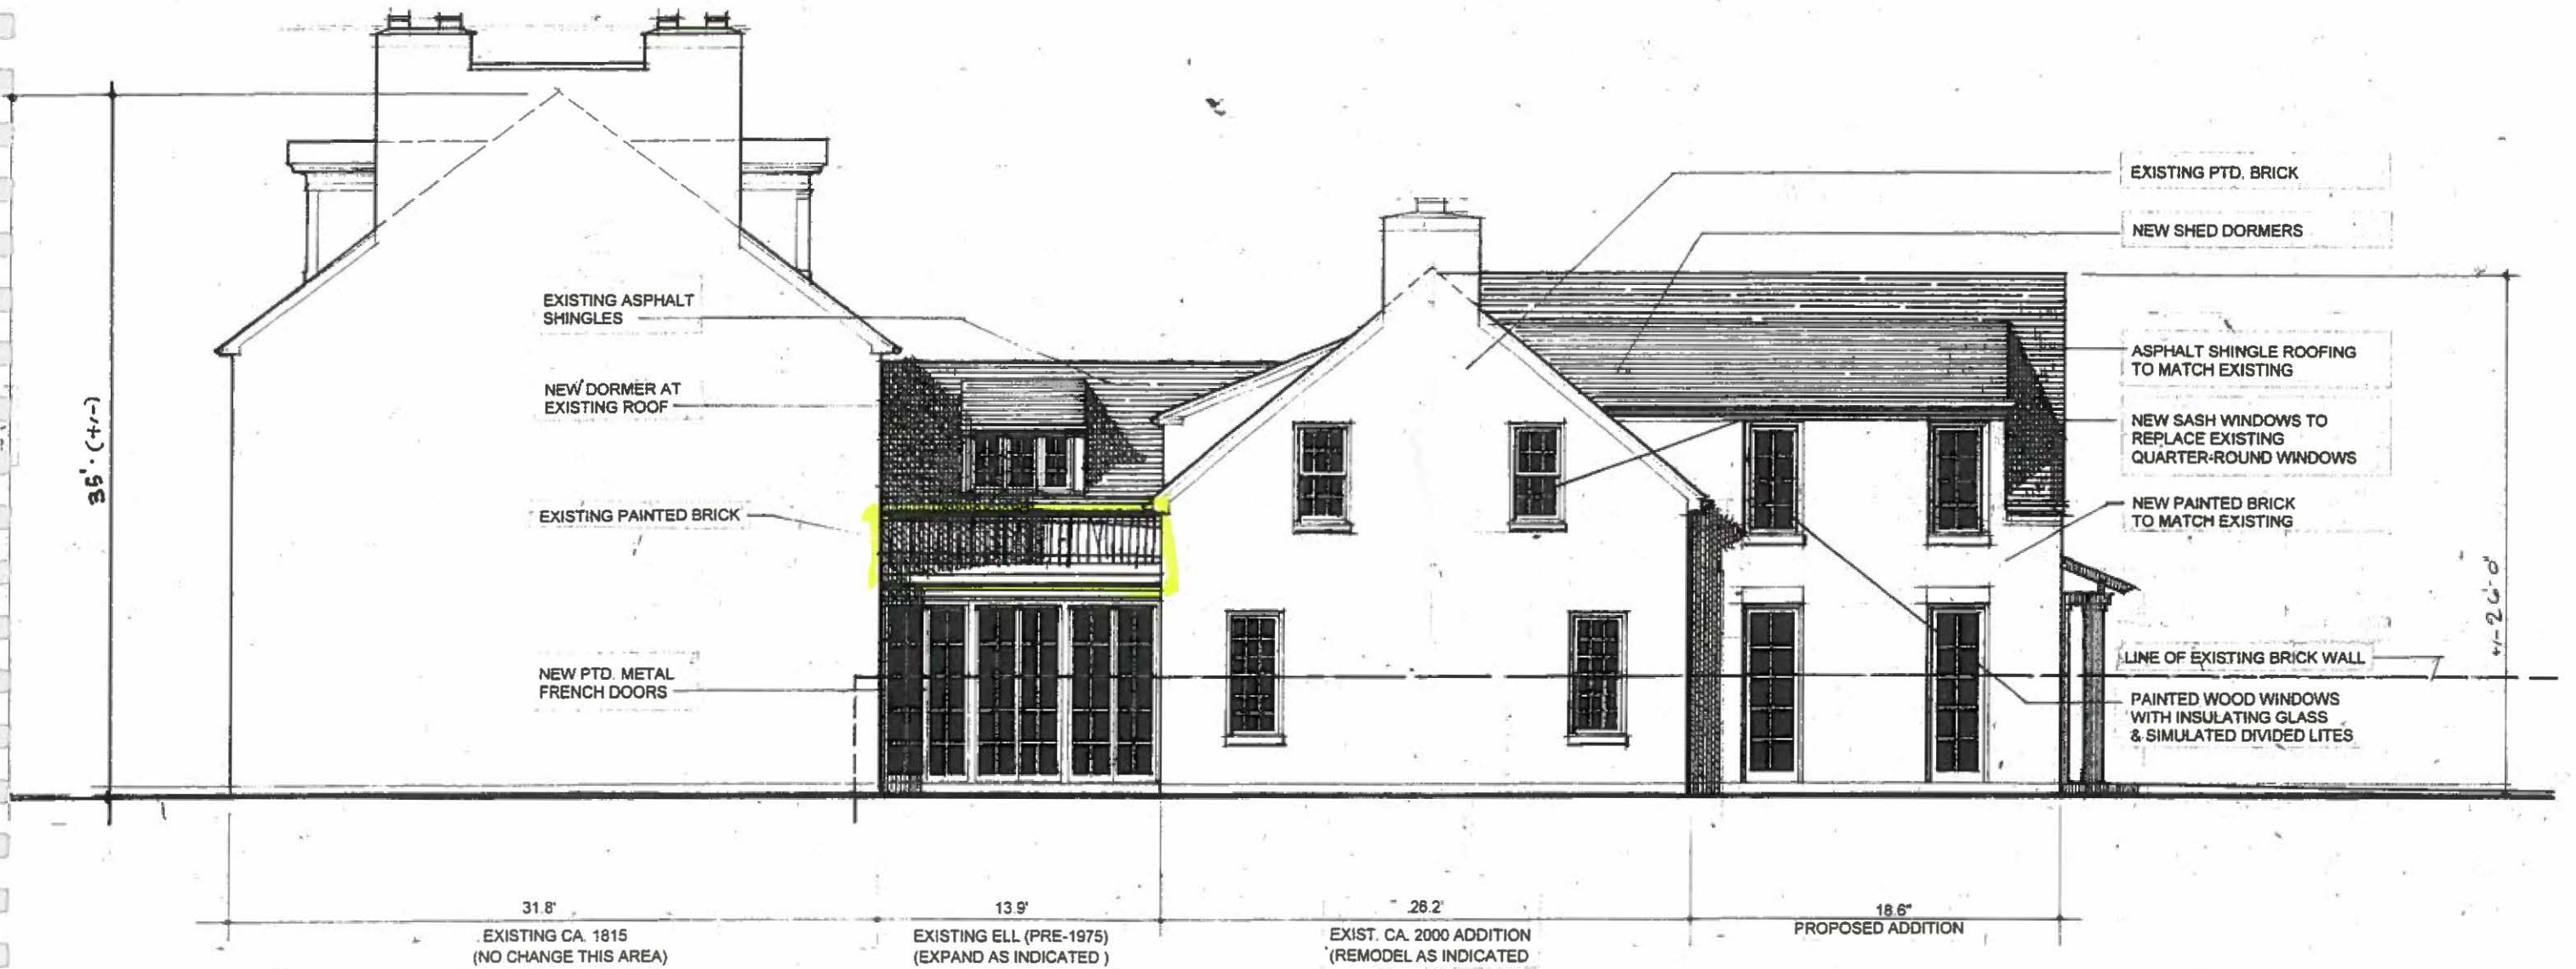 EXISTING PTD. BRICK
NEW SHED DORMERS
EXISTING ASPHALT
SHINGLES
ASPHALT SHINGLE ROOFING
TO MATCH EXISTING
NEW DORMER AT
EXISTING ROOF
NEW SASH WINDOWS TO
REPLACE EXISTING
QUARTER-ROUND WINDOWS
35' (+/-)
EXISTING PAINTED BRICK
NEW PAINTED BRICK
TO MATCH EXISTING
+/- 26'-0"
LINE OF EXISTING BRICK WALL
NEW PTD. METAL
FRENCH DOORS
PAINTED WOOD WINDOWS
WITH INSULATING GLASS
& SIMULATED DIVIDED LITES
31.8'
EXISTING CA. 1815
(NO CHANGE THIS AREA)
13.9'
EXISTING ELL (PRE-1975)
(EXPAND AS INDICATED )
26.2'
EXIST. CA. 2000 ADDITION
(REMODEL AS INDICATED
18.6"
PROPOSED ADDITION